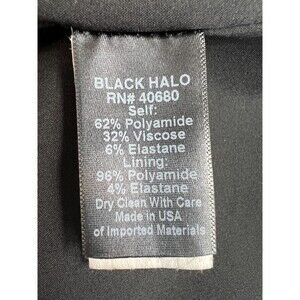 BLACK HALO
RN# 40680
Self:
62% Polyamide
32% Viscose
6% Elastane
Lining:
96% Polyamide
4% Elastane
Dry Clean With Care
Made in USA
of Imported Materials